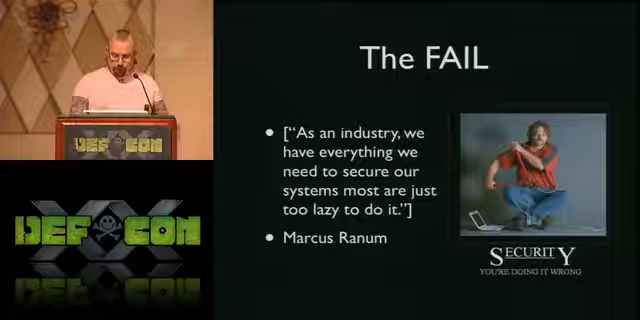 The FAIL
• ["As an industry, we
have everything we
need to secure our
systems most are just
too lazy to do it."]
• Marcus Ranum
SECURITY
YOU'RE DOING IT WRONG
DEF CON
DEF CON
XX